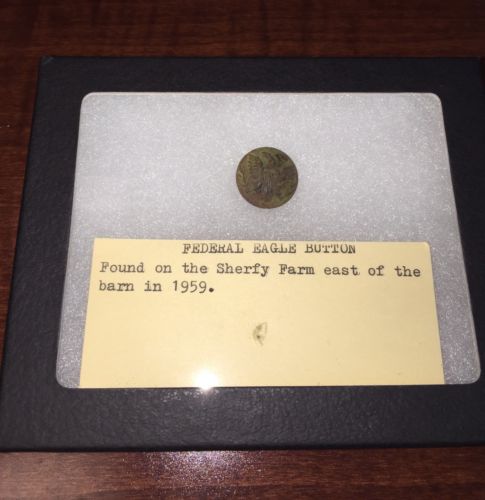 FEDERAL EAGLE BUTTON
Found on the Sherfy Farm east of the
barn in 1959.